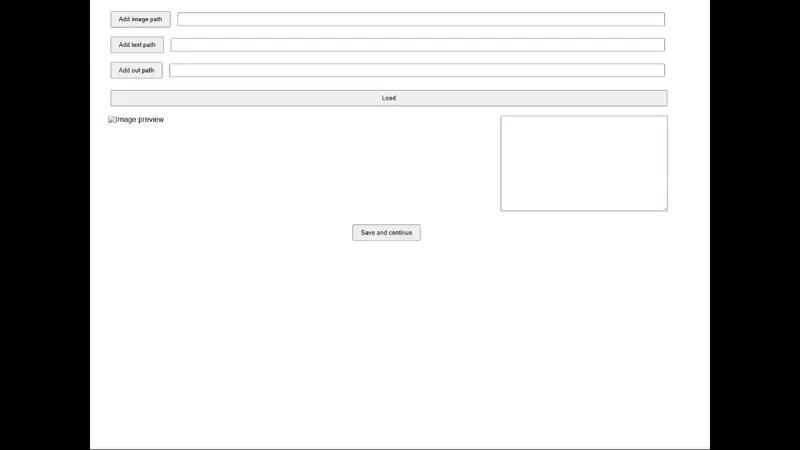 Add image path
Add text path
Add out path
Load
Image preview
Save and continue